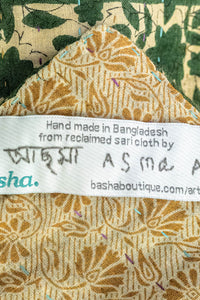 Hand made in Bangladesh
from reclaimed sari cloth by
আছমা ASMA A
sha.
bashaboutique.com/art